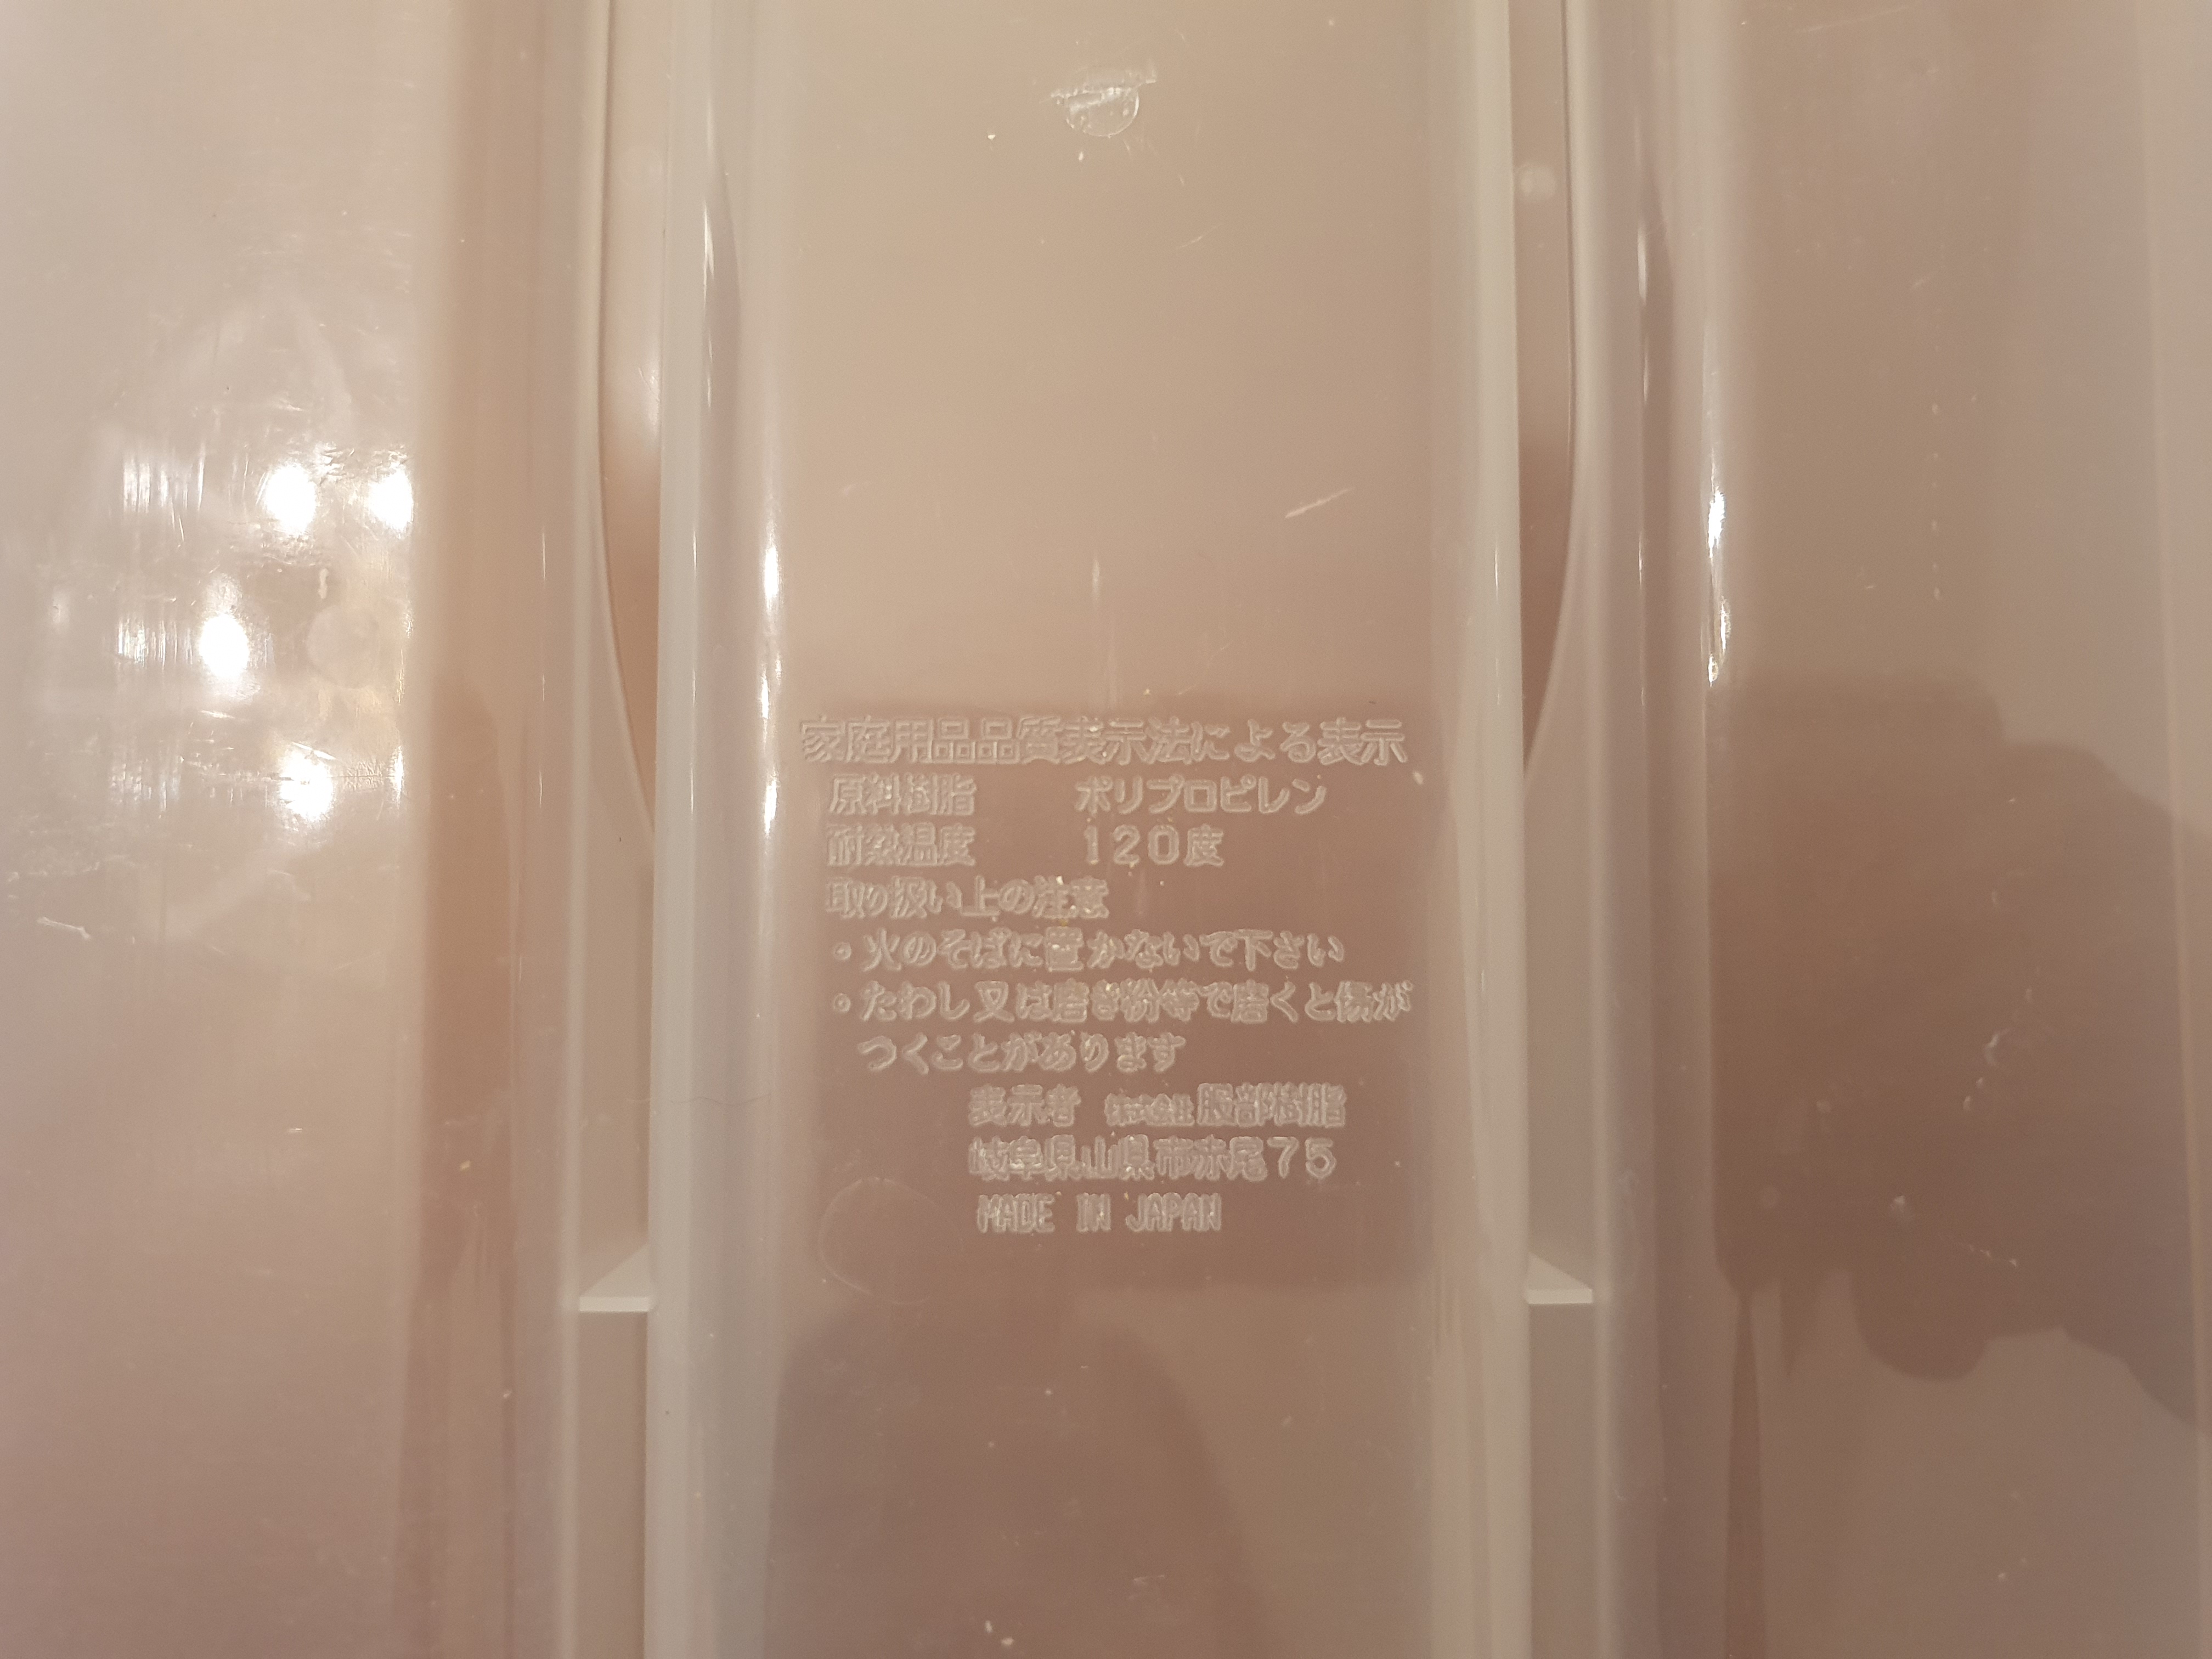 家庭用品品質表示法による表示
原料樹脂 ポリプロピレン
耐熱温度 120度
取り扱い上の注意
・火のそばに置かないで下さい
・たわし又は磨き粉等で磨くと傷が
つくことがあります
表示者 株式会社服部樹脂
岐阜県山県市赤尾75
MADE IN JAPAN